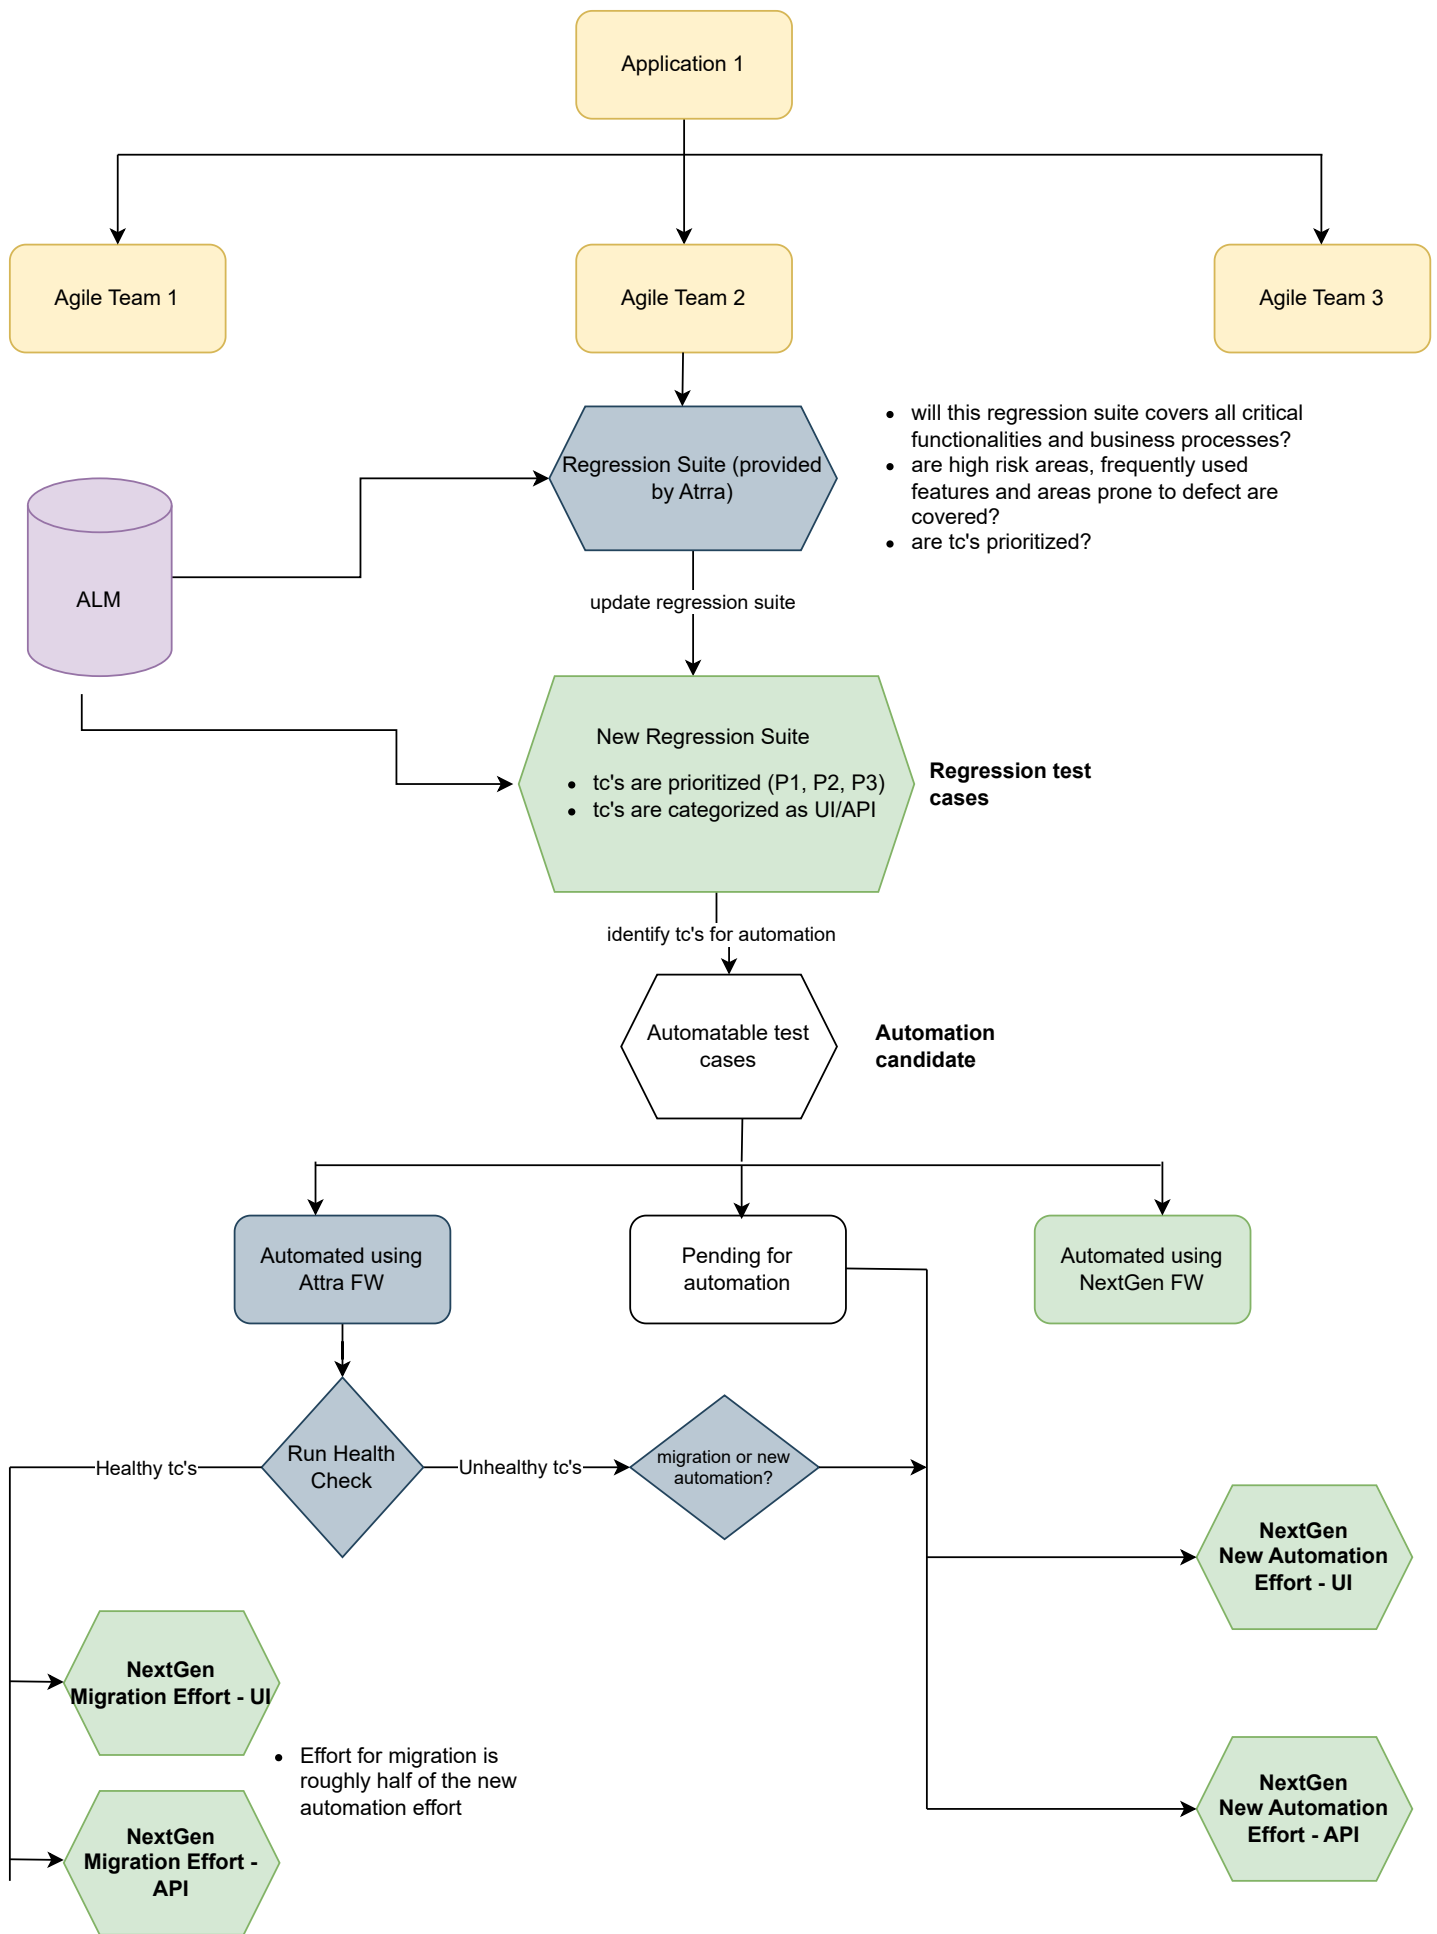 Application 1
Agile Team 1
Agile Team 2
Agile Team 3
Regression Suite (provided
by Atrra)
will this regression suite covers all critical
functionalities and business processes?
are high risk areas, frequently used
features and areas prone to defect are
covered?
are tc's prioritized?
ALM
update regression suite
New Regression Suite
tc's are prioritized (P1, P2, P3)
tc's are categorized as UI/API
Regression test
cases
identify tc's for automation
Automatable test
cases
Automation
candidate
Automated using
Attra FW
Pending for
automation
Automated using
NextGen FW
Run Health
Check
Healthy tc's
Unhealthy tc's
migration or new
automation?
NextGen
New Automation
Effort - UI
NextGen
Migration Effort - UI
Effort for migration is
roughly half of the new
automation effort
NextGen
New Automation
Effort - API
NextGen
Migration Effort -
API